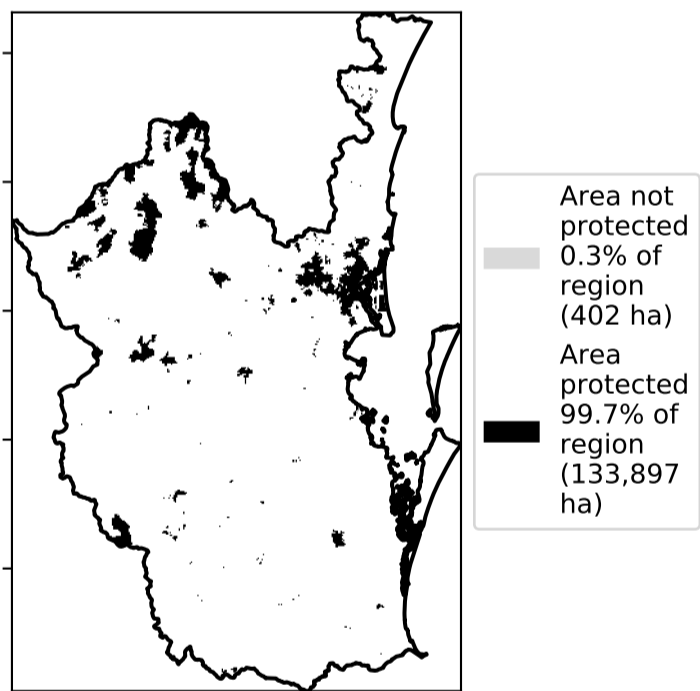 Area not
protected
0.3% of
region
(402 ha)
Area
protected
99.7% of
region
(133,897
ha)